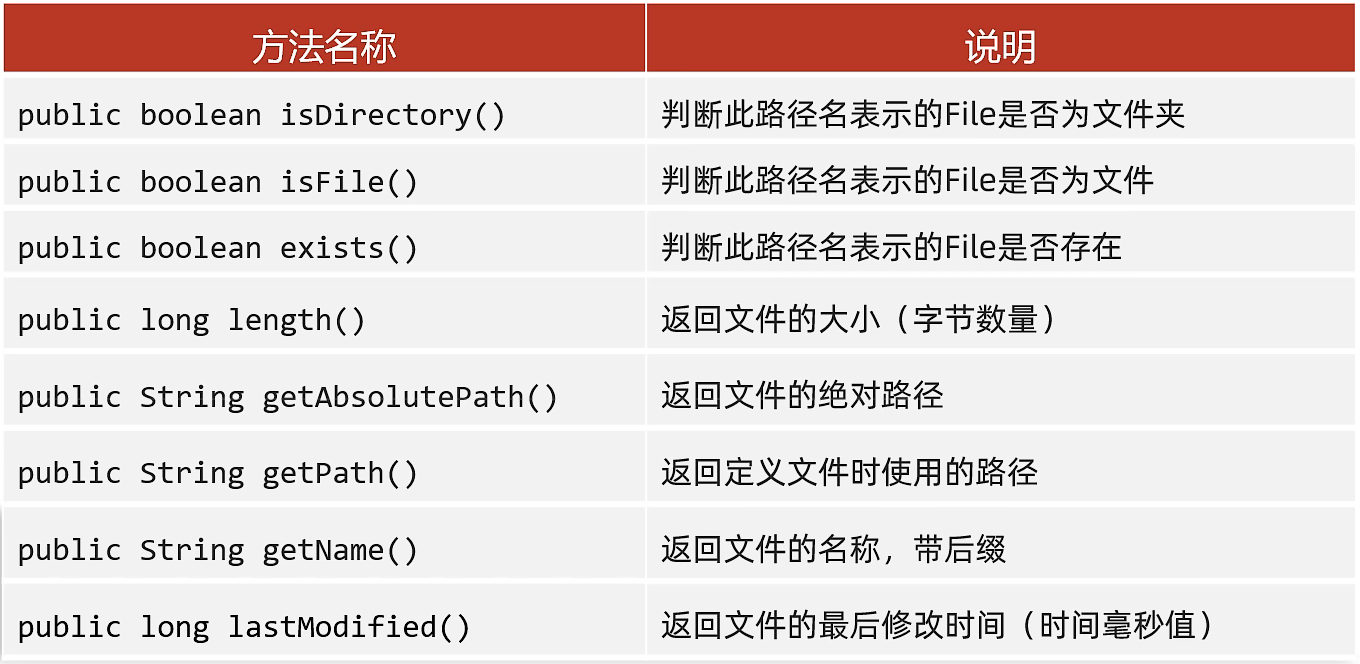 方法名称 说明
public boolean isDirectory() 判断此路径名表示的File是否为文件夹
public boolean isFile() 判断此路径名表示的File是否为文件
public boolean exists() 判断此路径名表示的File是否存在
public long length() 返回文件的大小（字节数量）
public String getAbsolutePath() 返回文件的绝对路径
public String getPath() 返回定义文件时使用的路径
public String getName() 返回文件的名称，带后缀
public long lastModified() 返回文件的最后修改时间（时间毫秒值）